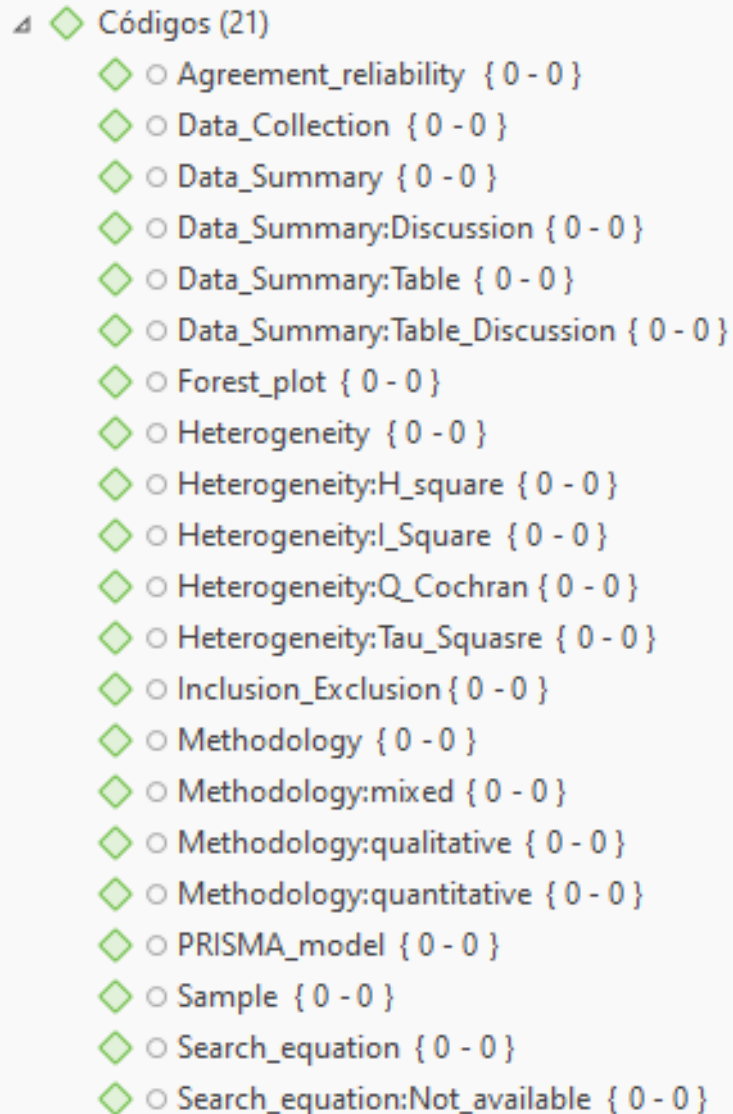 Códigos (21)
Agreement_reliability { 0 - 0 }
Data_Collection { 0 - 0 }
Data_Summary { 0 - 0 }
Data_Summary:Discussion { 0 - 0 }
Data_Summary:Table { 0 - 0 }
Data_Summary:Table_Discussion { 0 - 0 }
Forest_plot { 0 - 0 }
Heterogeneity { 0 - 0 }
Heterogeneity:H_square { 0 - 0 }
Heterogeneity:I_Square { 0 - 0 }
Heterogeneity:Q_Cochran { 0 - 0 }
Heterogeneity:Tau_Squasre { 0 - 0 }
Inclusion_Exclusion { 0 - 0 }
Methodology { 0 - 0 }
Methodology:mixed { 0 - 0 }
Methodology:qualitative { 0 - 0 }
Methodology:quantitative { 0 - 0 }
PRISMA_model { 0 - 0 }
Sample { 0 - 0 }
Search_equation { 0 - 0 }
Search_equation:Not_available { 0 - 0 }